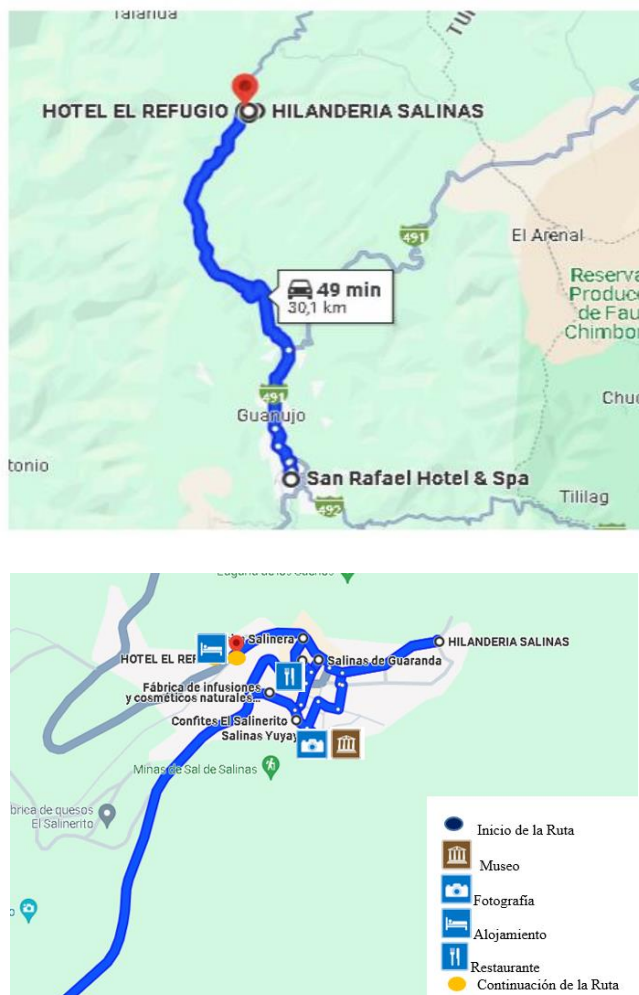 HOTEL EL REFUGIO
HILANDERIA SALINAS
491
El Arenal
Reserva
Produc
de Fau
Chimbor
49 min
30,1 km
491
Guanujo
tonio
San Rafael Hotel & Spa
492
Tililag
Salinera
HILANDERIA SALINAS
HOTEL EL REF
Salinas de Guaranda
Fábrica de infusiones
y cosméticos naturales...
Confites El Salinerito
Salinas Yuyay
Minas de Sal de Salinas
brica de quesos
El Salinerito
Inicio de la Ruta
Museo
Fotografía
Alojamiento
Restaurante
Continuación de la Ruta